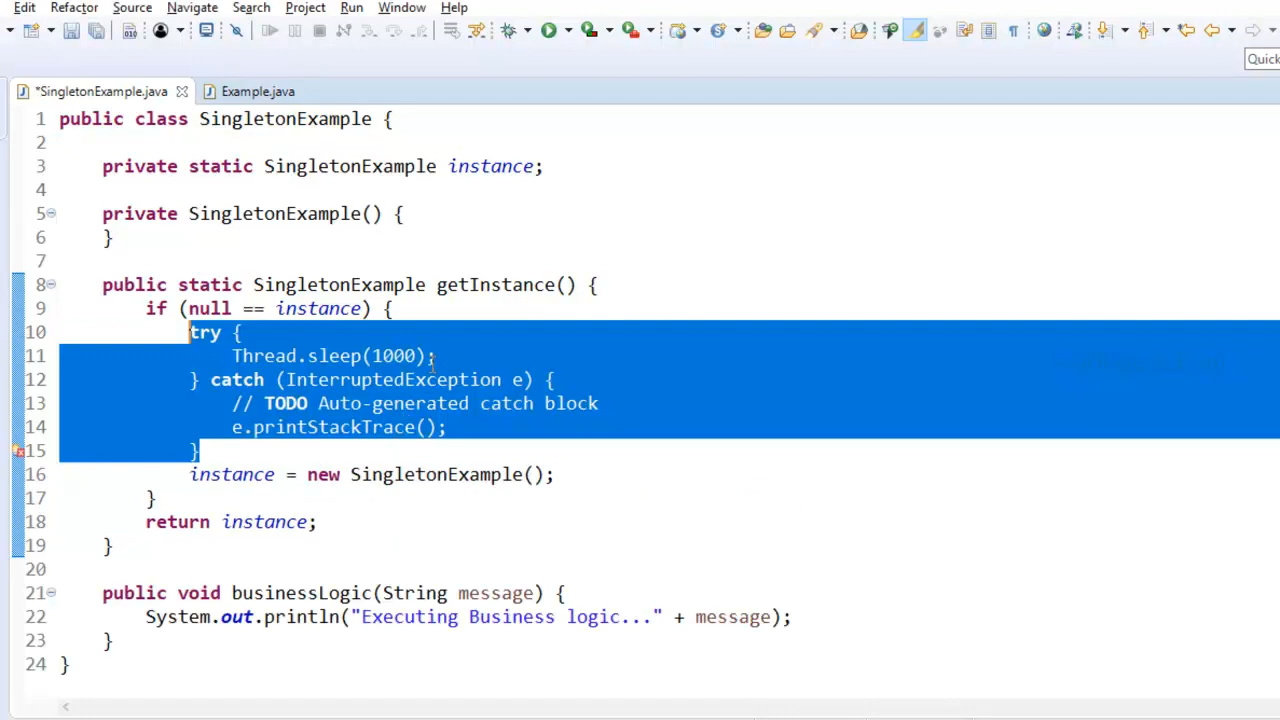 Edit Refactor Source Navigate Search Project Run Window Help
Quick
*SingletonExample.java Example.java
1 public class SingletonExample {
2
3 private static SingletonExample instance;
4
5 private SingletonExample() {
6 }
7
8 public static SingletonExample getInstance() {
9 if (null == instance) {
10 try {
11 Thread.sleep(1000);
12 } catch (InterruptedException e) {
13 // TODO Auto-generated catch block
14 e.printStackTrace();
15 }
16 instance = new SingletonExample();
17 }
18 return instance;
19 }
20
21 public void businessLogic(String message) {
22 System.out.println("Executing Business logic..." + message);
23 }
24 }